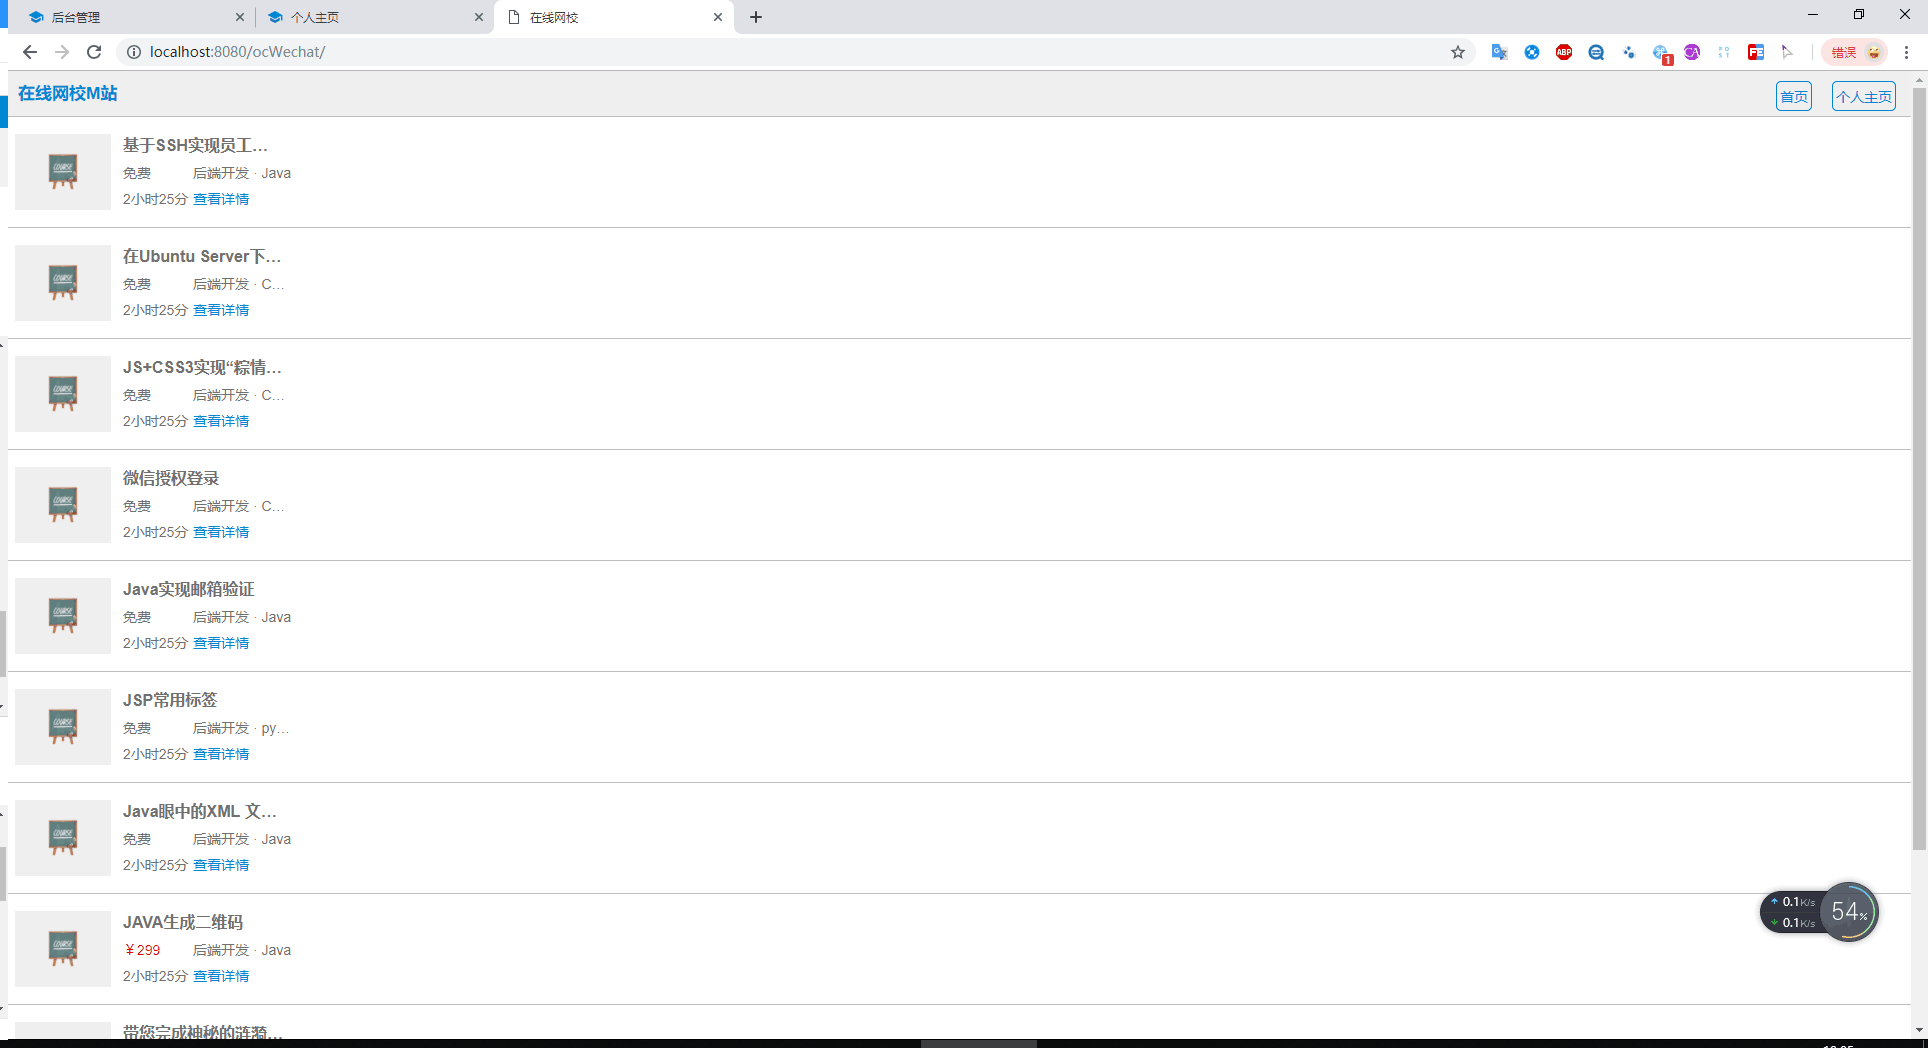 后台管理
个人主页
在线网校
localhost:8080/ocWechat/
ABP
1
CA
错误
在线网校M站
首页
个人主页
COURSE
基于SSH实现员工...
免费 后端开发 · Java
2小时25分 查看详情
COURSE
在Ubuntu Server下...
免费 后端开发 · C...
2小时25分 查看详情
COURSE
JS+CSS3实现“粽情...
免费 后端开发 · C...
2小时25分 查看详情
COURSE
微信授权登录
免费 后端开发 · C...
2小时25分 查看详情
COURSE
Java实现邮箱验证
免费 后端开发 · Java
2小时25分 查看详情
COURSE
JSP常用标签
免费 后端开发 · py...
2小时25分 查看详情
COURSE
Java眼中的XML 文...
免费 后端开发 · Java
2小时25分 查看详情
COURSE
JAVA生成二维码
￥299 后端开发 · Java
2小时25分 查看详情
0.1K/s
0.1K/s
54%
带您完成神秘的涟漪...